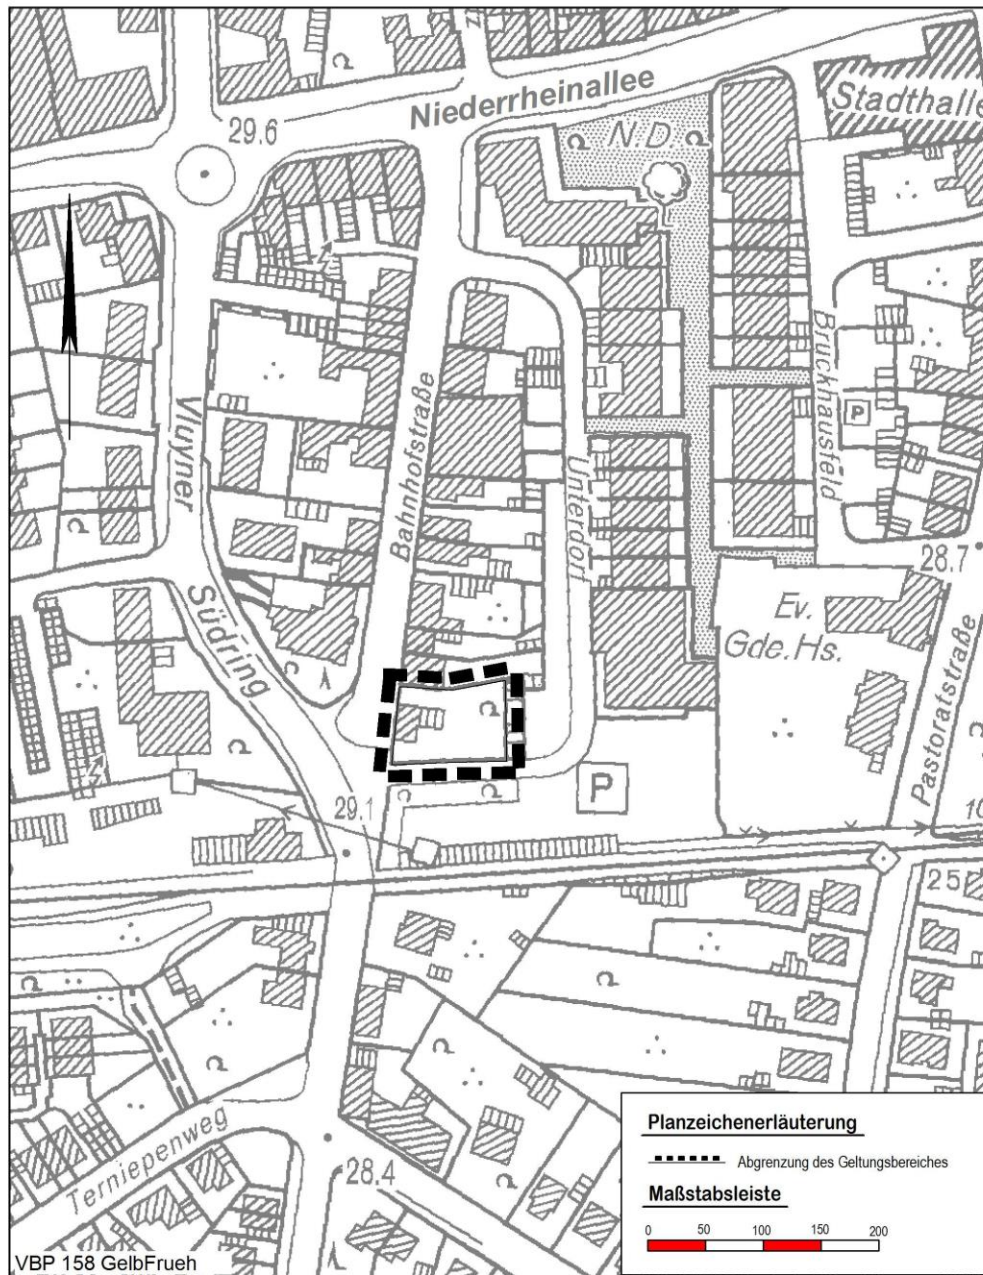 Niederrheinallee
Stadthalle
29.6
N.D.
Vluyner
Südring
Bahnhofstraße
Unterdorf
Bruckhausfeld
P
28.7
Ev.
Gde.Hs.
Pastoratstraße
P
29.1
10
25
Terniepenweg
28.4
Planzeichenerläuterung
Abgrenzung des Geltungsbereiches
Maßstabsleiste
0 50 100 150 200
VBP 158 GelbFrueh